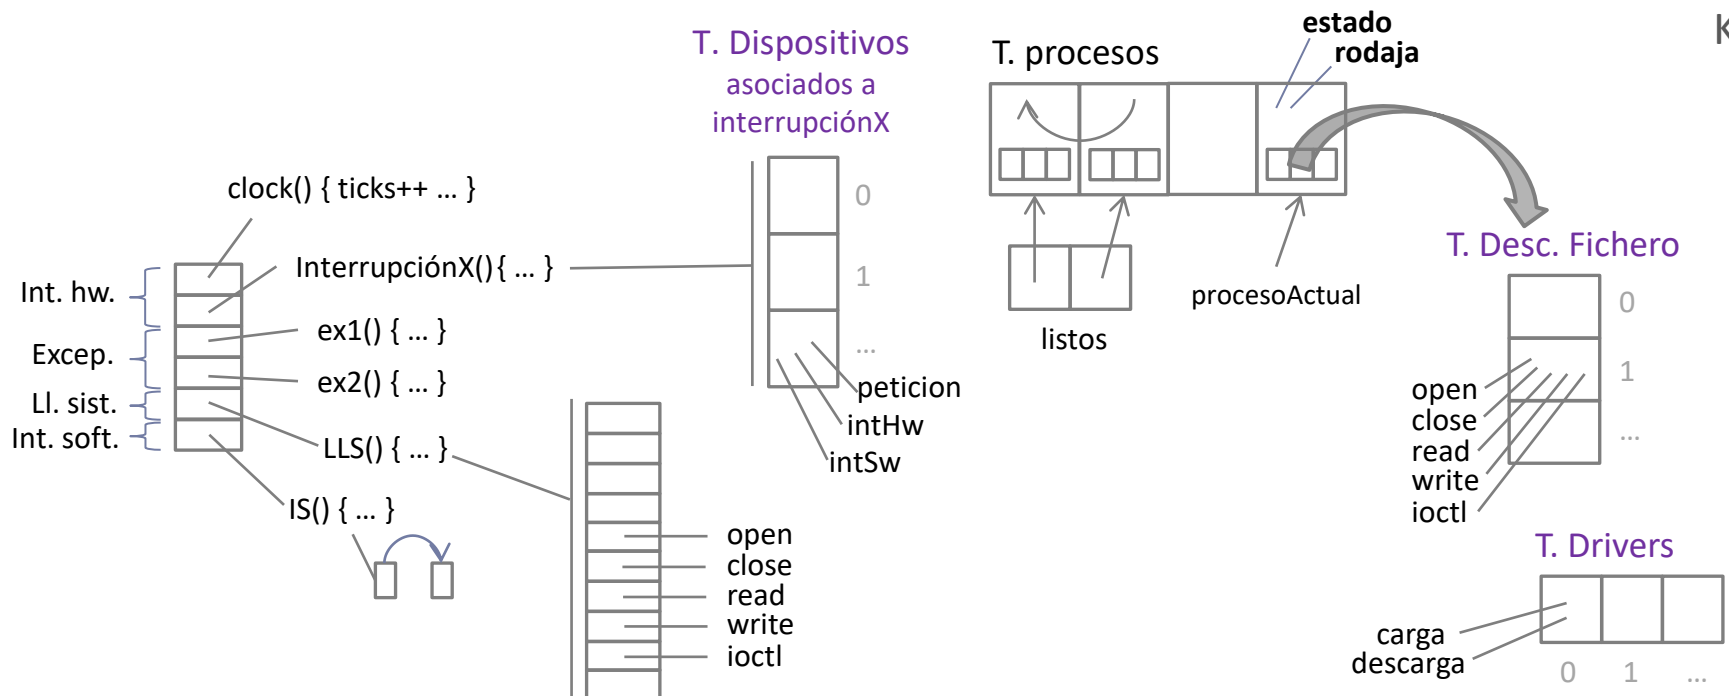 K
estado
rodaja
T. Dispositivos
asociados a
interrupciónX
T. procesos
clock() { ticks++ ... }
0
InterrupciónX(){ ... }
1
...
Int. hw.
Excep.
Ll. sist.
Int. soft.
ex1() { ... }
ex2() { ... }
LLS() { ... }
IS() { ... }
peticion
intHw
intSw
open
close
read
write
ioctl
listos
procesoActual
T. Desc. Fichero
0
1
...
open
close
read
write
ioctl
T. Drivers
carga
descarga
0 1 ...